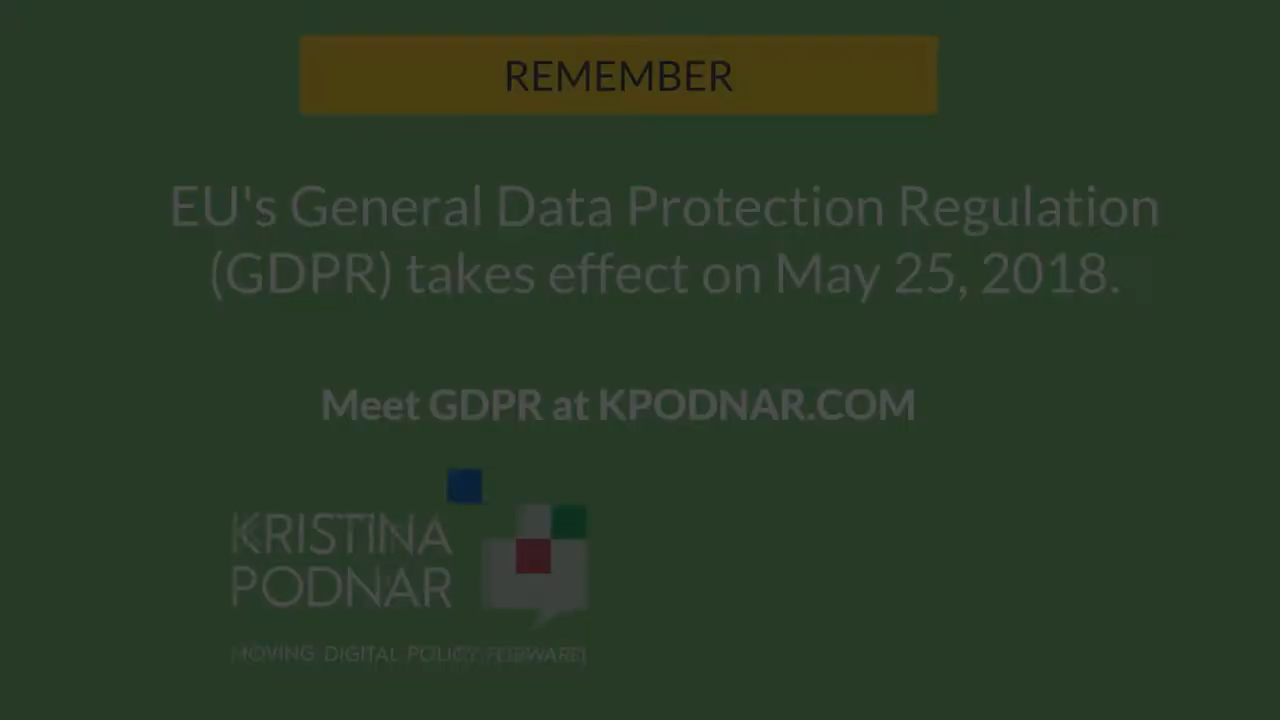 REMEMBER
EU's General Data Protection Regulation
(GDPR) takes effect on May 25, 2018.
Meet GDPR at KPODNAR.COM
KRISTINA
PODNAR
MOVING DIGITAL POLICY FORWARD